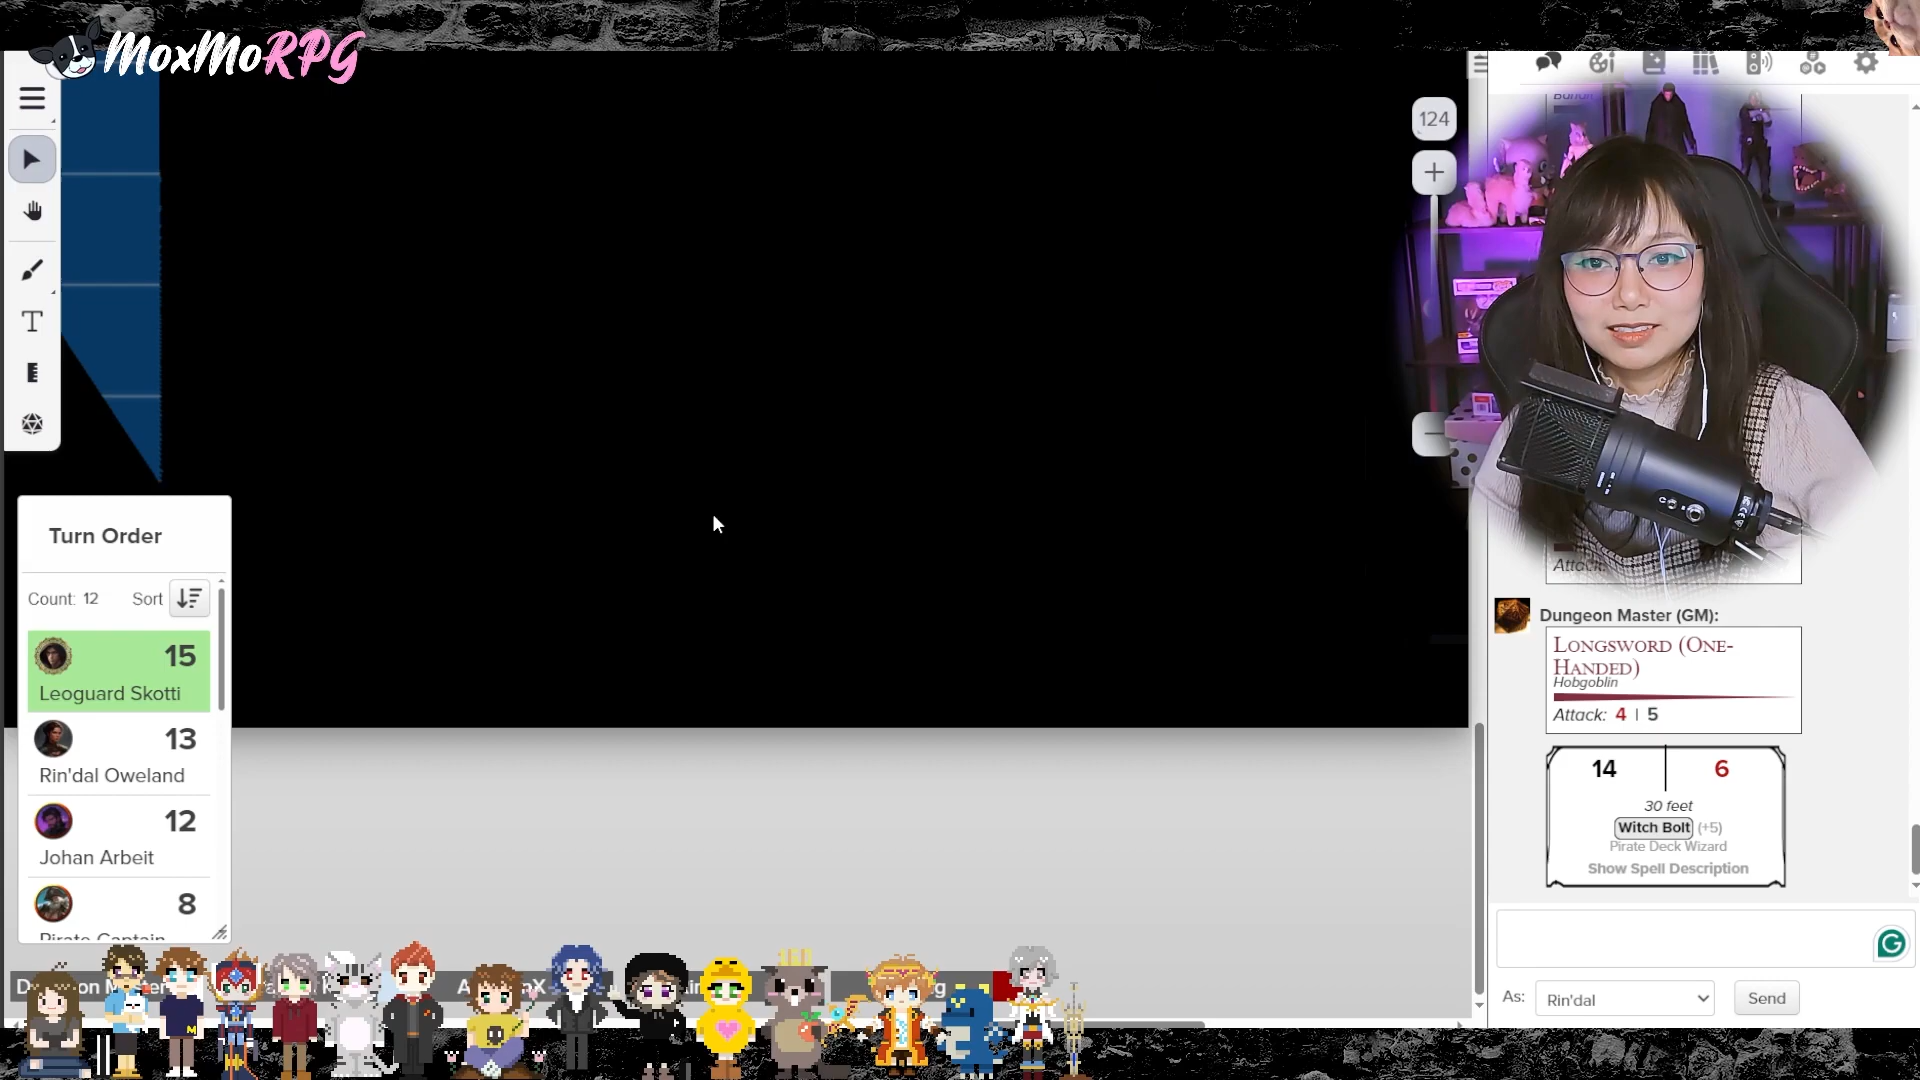 MoxMoRPG
124
Turn Order
Count: 12 Sort
15
Leoguard Skotti
13
Rin'dal Oweland
12
Johan Arbeit
8
Pirate Captain
Dungeon Master (GM):
Longsword (One-
Handed)
Hobgoblin
Attack: 4 | 5
14 6
30 feet
Witch Bolt (+5)
Pirate Deck Wizard
Show Spell Description
As: Rin'dal Send